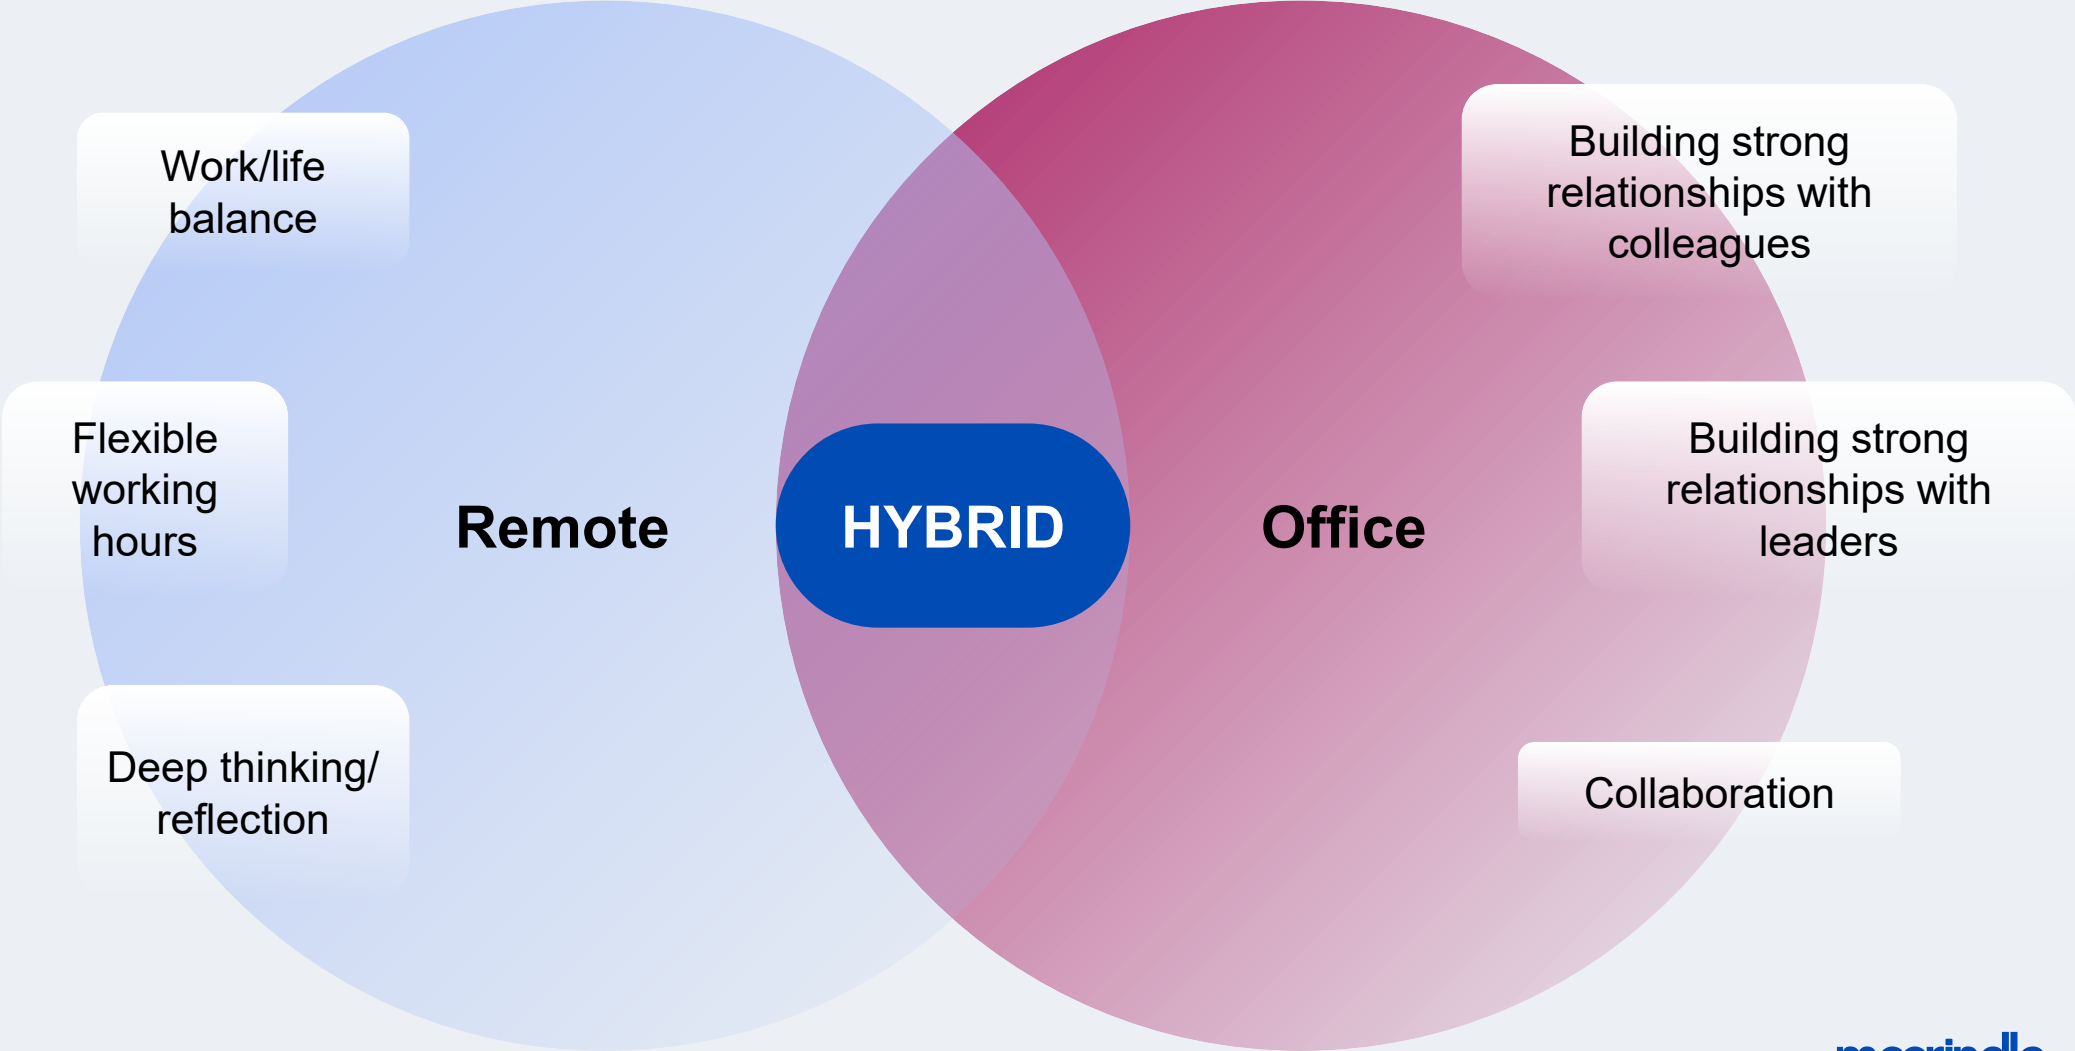 Work/life
balance
Flexible
working
hours
Deep thinking/
reflection
Remote
HYBRID
Office
Building strong
relationships with
colleagues
Building strong
relationships with
leaders
Collaboration
mccrindle